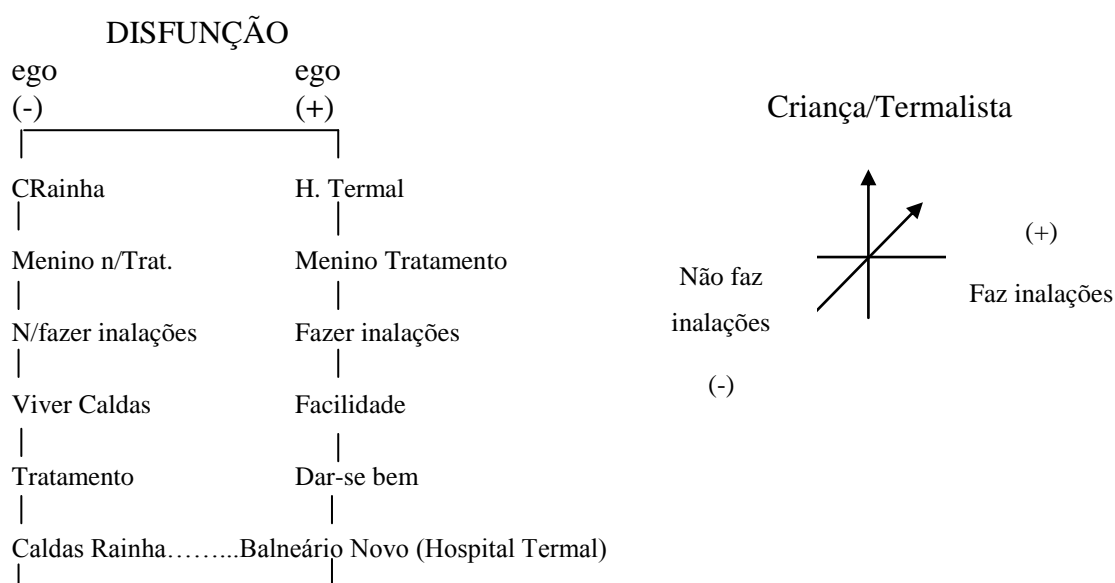 DISFUNÇÃO
ego ego
(-) (+)
CRainha H. Termal
Menino n/Trat. Menino Tratamento
N/fazer inalações Fazer inalações
Viver Caldas Facilidade
Tratamento Dar-se bem
Caldas Rainha……...Balneário Novo (Hospital Termal)
Criança/Termalista
Não faz
inalações
(-)
(+)
Faz inalações